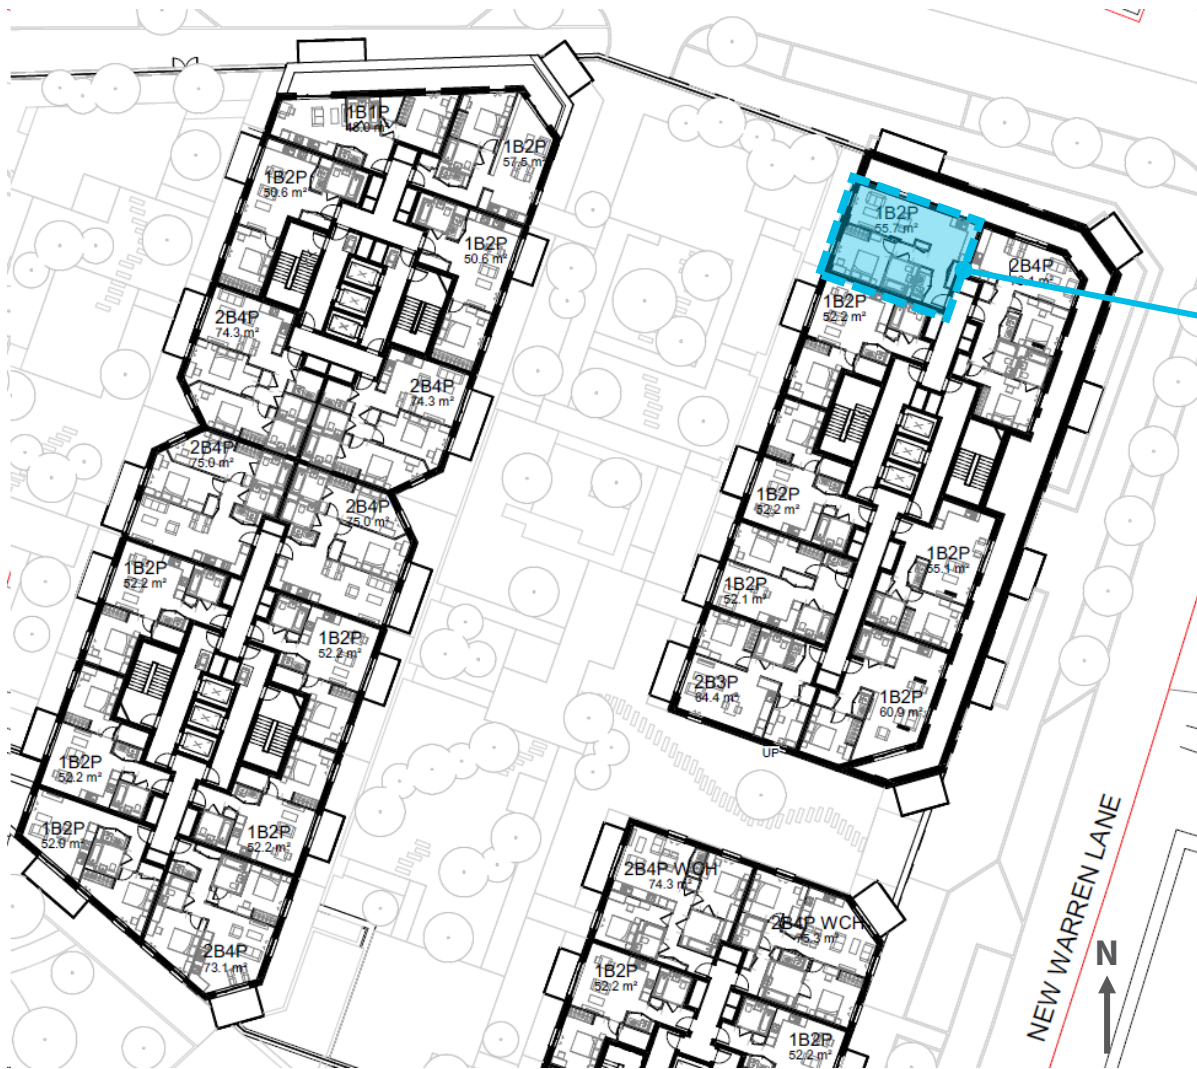 1B1P
48.0 m²
1B2P
57.5 m²
1B2P
50.6 m²
1B2P
50.6 m²
2B4P
74.3 m²
2B4P
74.3 m²
2B4P
75.0 m²
2B4P
75.0 m²
1B2P
52.2 m²
1B2P
52.2 m²
1B2P
52.2 m²
1B2P
52.2 m²
1B2P
52.0 m²
2B4P
73.1 m²
1B2P
55.7 m²
2B4P
1B2P
52.2 m²
1B2P
52.2 m²
1B2P
55.1 m²
1B2P
52.1 m²
2B3P
64.4 m²
1B2P
60.9 m²
UP
2B4P WCH
74.3 m²
2B4P WCH
75.3 m²
1B2P
52.2 m²
1B2P
52.2 m²
NEW WARREN LANE
N